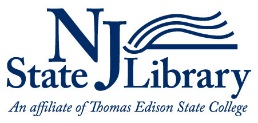 NJ
State Library
An affiliate of Thomas Edison State College